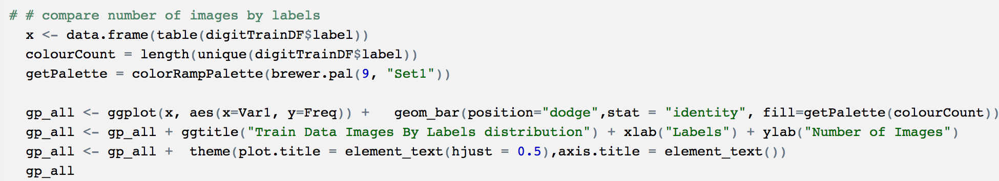 # # compare number of images by labels
x <- data.frame(table(digitTrainDF$label))
colourCount = length(unique(digitTrainDF$label))
getPalette = colorRampPalette(brewer.pal(9, "Set1"))
gp_all <- ggplot(x, aes(x=Var1, y=Freq)) +   geom_bar(position="dodge",stat = "identity", fill=getPalette(colourCount))
gp_all <- gp_all + ggtitle("Train Data Images By Labels distribution") + xlab("Labels") + ylab("Number of Images")
gp_all <- gp_all +  theme(plot.title = element_text(hjust = 0.5),axis.title = element_text())
gp_all